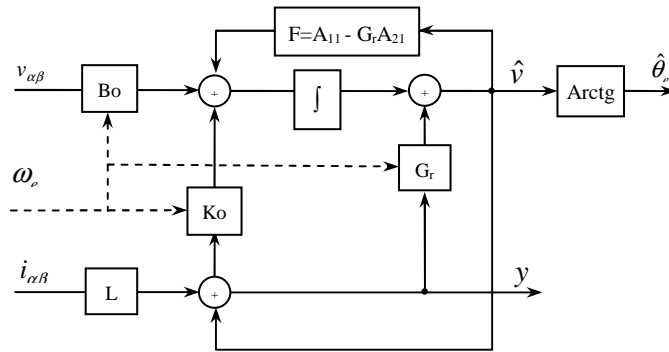 F=A₁₁ - GᵣA₂₁
v_αβ
Bo
+
∫
+
v̂
Arctg
θ̂ₑ
ωₑ
Gᵣ
Ko
i_αβ
L
+
y